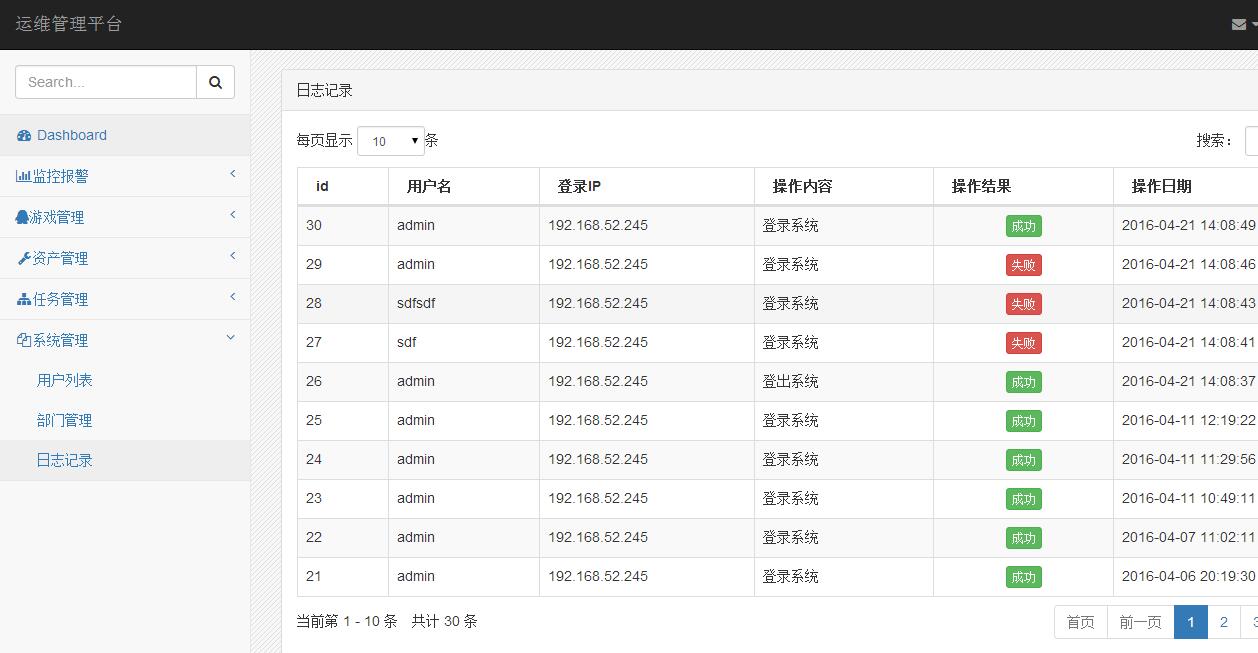 运维管理平台
Search...
Dashboard
监控报警
游戏管理
资产管理
任务管理
系统管理
用户列表
部门管理
日志记录
日志记录
每页显示 10 条 搜索：
id 用户名 登录IP 操作内容 操作结果 操作日期
30 admin 192.168.52.245 登录系统 成功 2016-04-21 14:08:49
29 admin 192.168.52.245 登录系统 失败 2016-04-21 14:08:46
28 sdfsdf 192.168.52.245 登录系统 失败 2016-04-21 14:08:43
27 sdf 192.168.52.245 登录系统 失败 2016-04-21 14:08:41
26 admin 192.168.52.245 登出系统 成功 2016-04-21 14:08:37
25 admin 192.168.52.245 登录系统 成功 2016-04-11 12:19:22
24 admin 192.168.52.245 登录系统 成功 2016-04-11 11:29:56
23 admin 192.168.52.245 登录系统 成功 2016-04-11 10:49:11
22 admin 192.168.52.245 登录系统 成功 2016-04-07 11:02:11
21 admin 192.168.52.245 登录系统 成功 2016-04-06 20:19:30
当前第 1 - 10 条 共计 30 条 首页 前一页 1 2 3